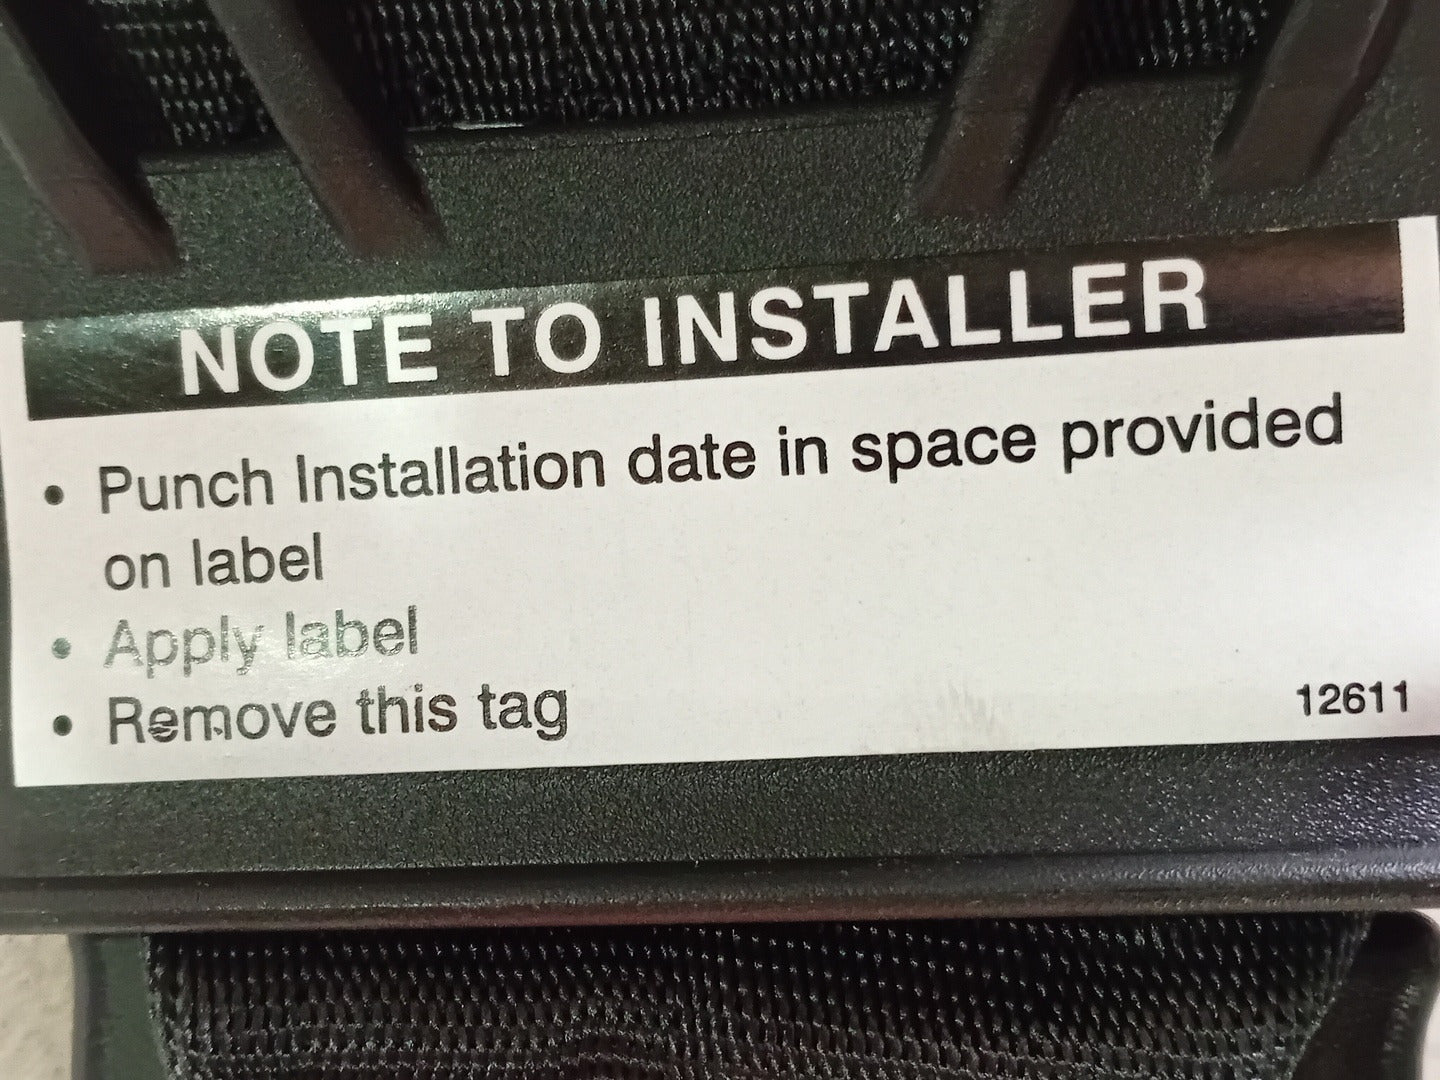 NOTE TO INSTALLER
• Punch Installation date in space provided
on label
• Apply label
• Remove this tag
12611